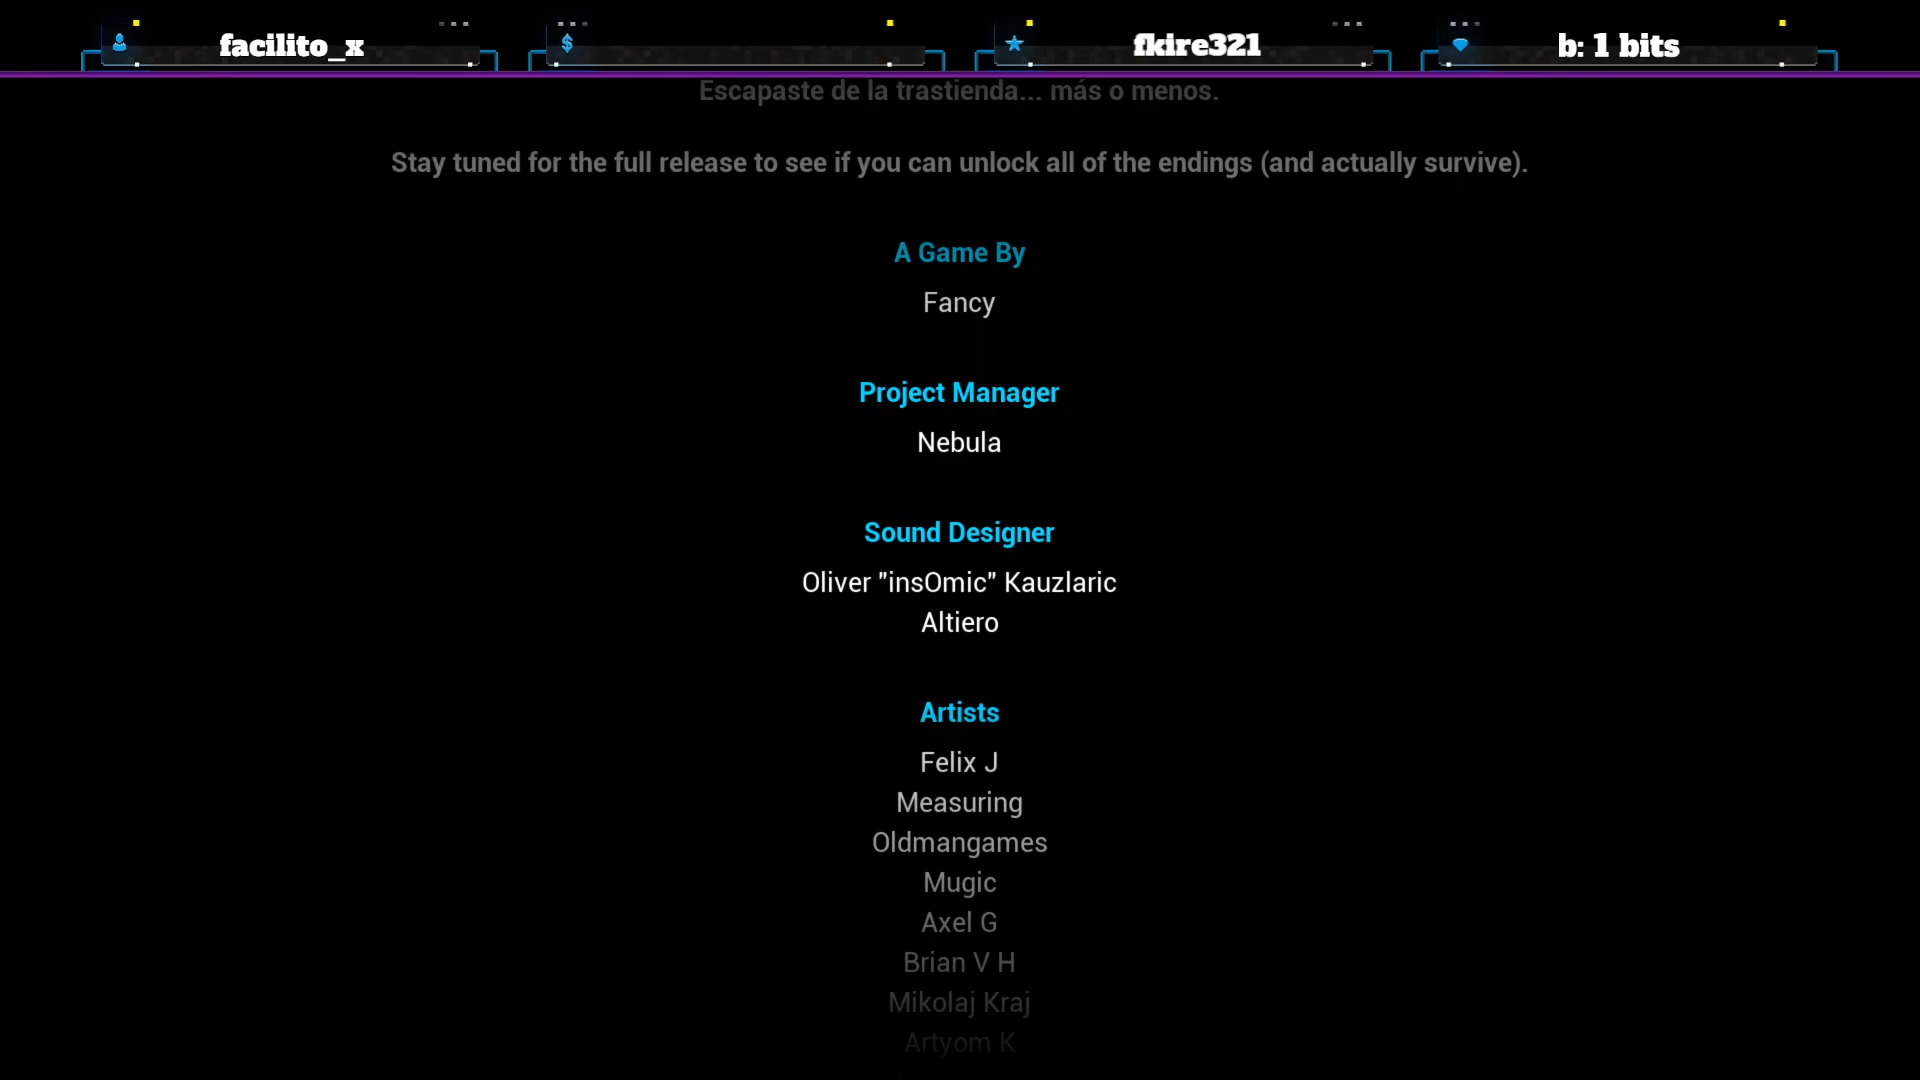 facilito_x
fkire321
b: 1 bits
Escapaste de la trastienda... más o menos.
Stay tuned for the full release to see if you can unlock all of the endings (and actually survive).
A Game By
Fancy
Project Manager
Nebula
Sound Designer
Oliver "insOmic" Kauzlaric
Altiero
Artists
Felix J
Measuring
Oldmangames
Mugic
Axel G
Brian V H
Mikolaj Kraj
Artyom K